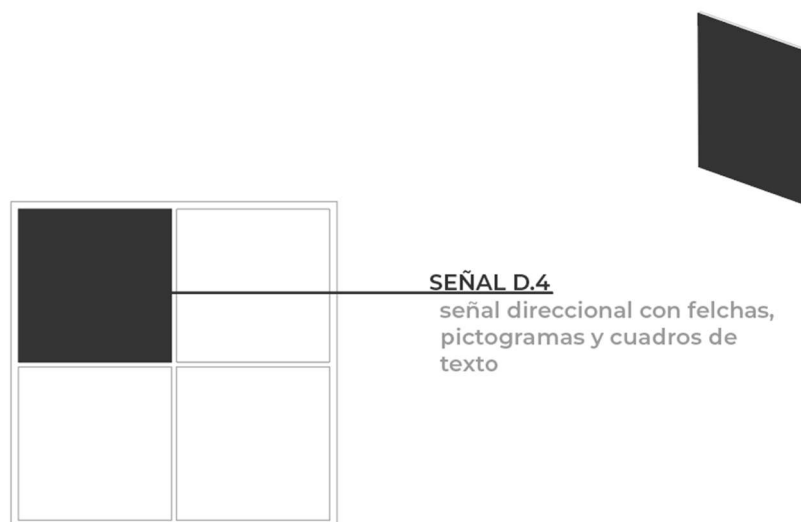 SEÑAL D.4
señal direccional con felchas,
pictogramas y cuadros de
texto